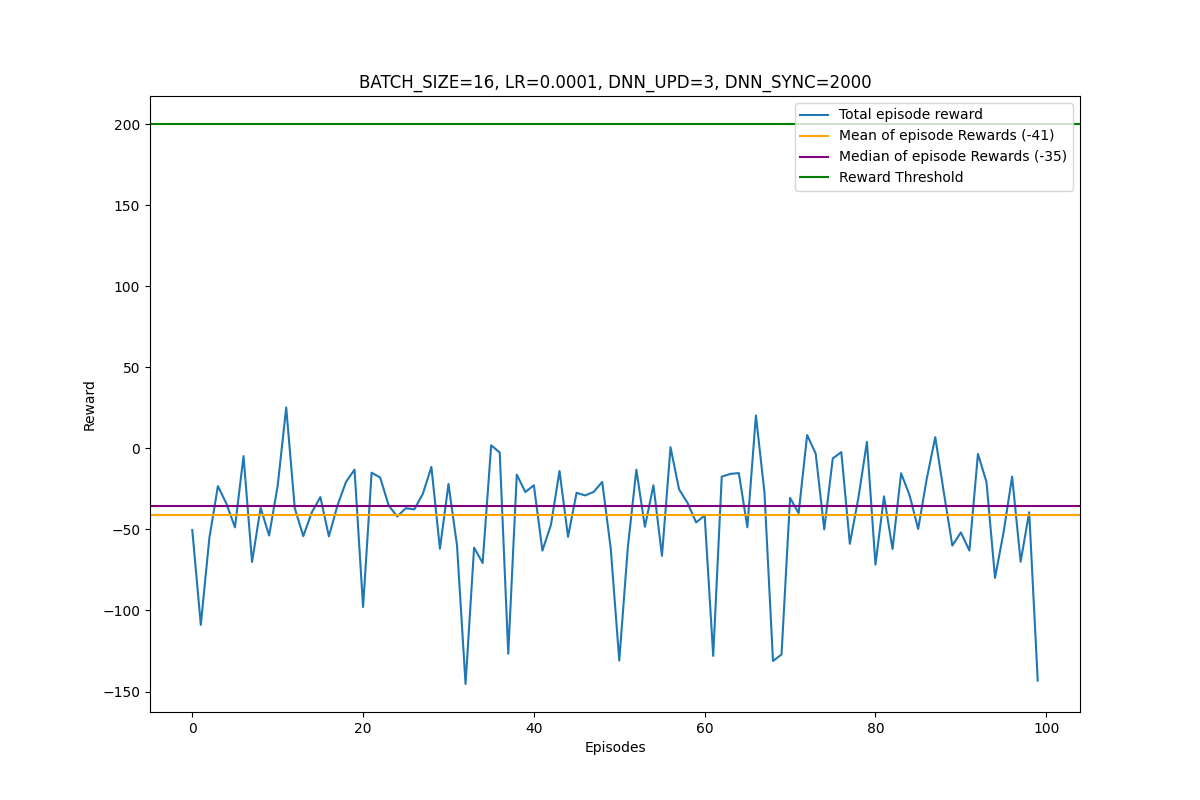 BATCH_SIZE=16, LR=0.0001, DNN_UPD=3, DNN_SYNC=2000
Total episode reward
Mean of episode Rewards (-41)
Median of episode Rewards (-35)
Reward Threshold
Reward
200
150
100
50
0
−50
−100
−150
0 20 40 60 80 100
Episodes